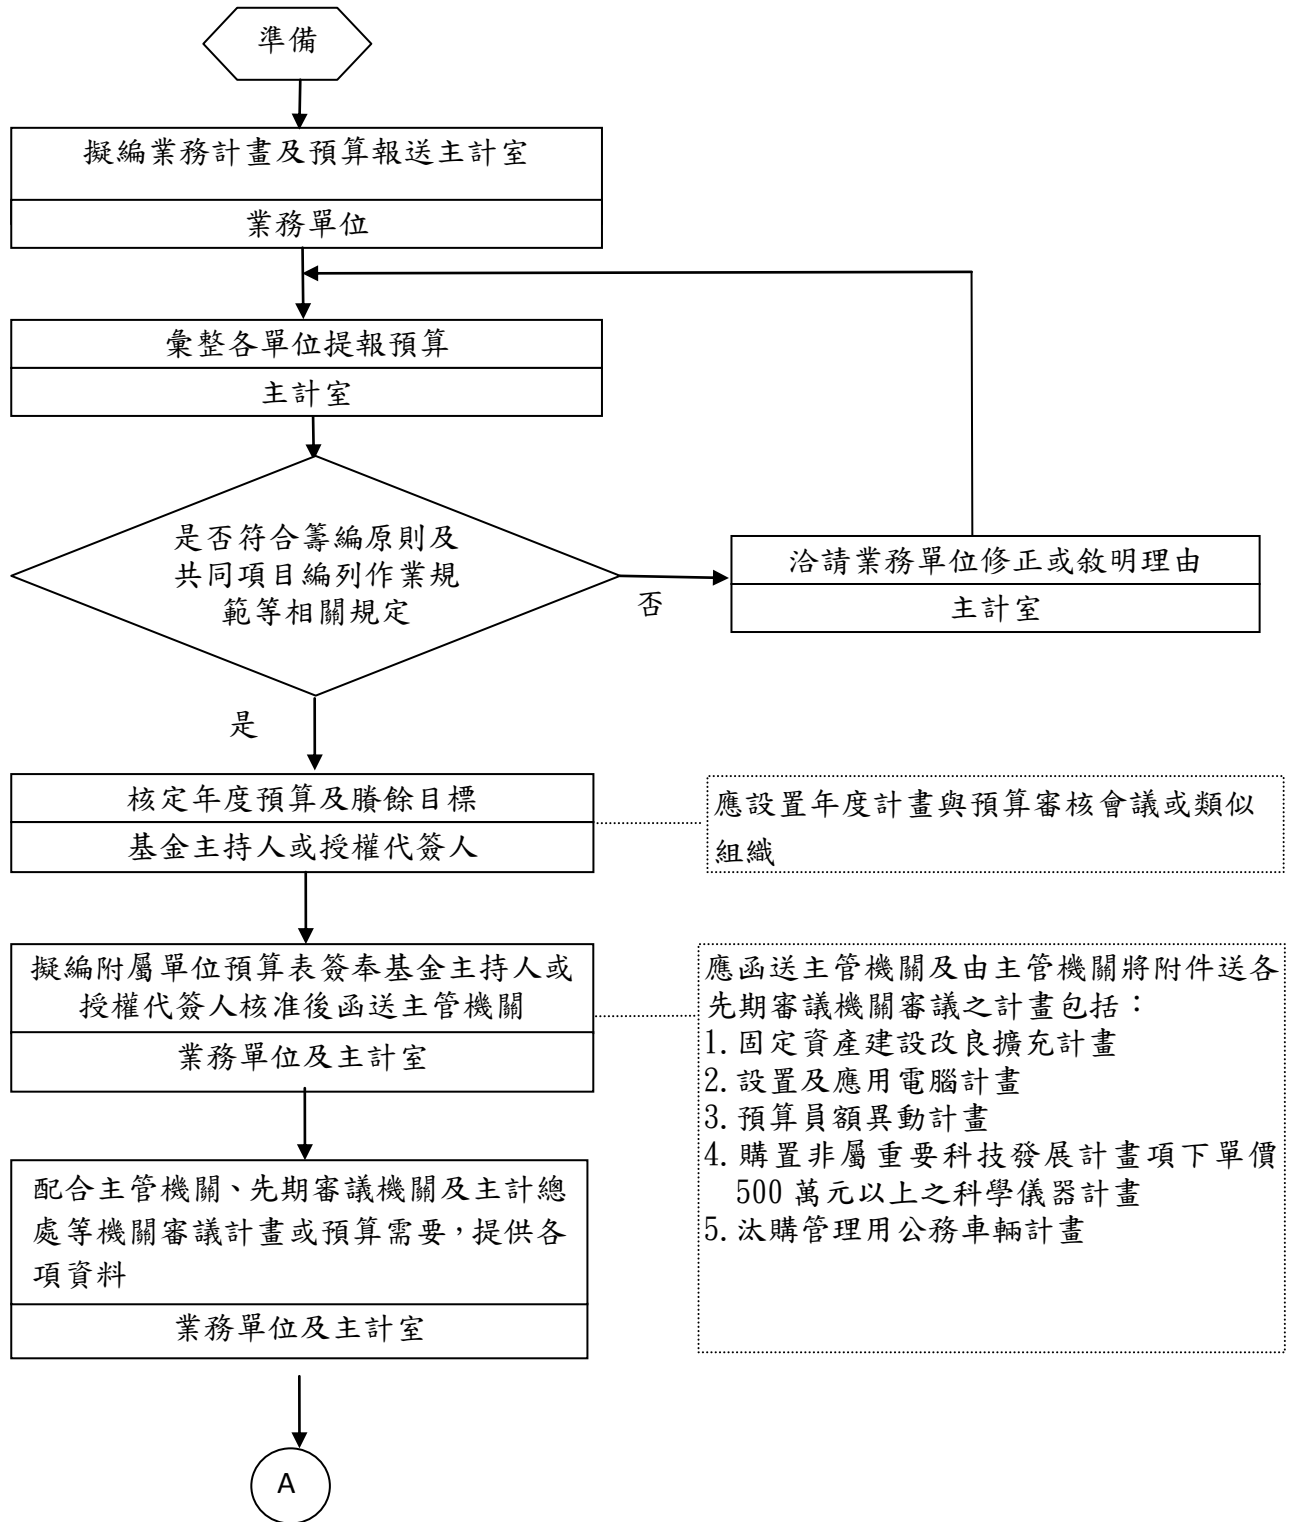 準備
擬編業務計畫及預算報送主計室
業務單位
彙整各單位提報預算
主計室
是否符合籌編原則及
共同項目編列作業規
範等相關規定
否
洽請業務單位修正或敘明理由
主計室
是
核定年度預算及賸餘目標
基金主持人或授權代簽人
應設置年度計畫與預算審核會議或類似
組織
擬編附屬單位預算表簽奉基金主持人或
授權代簽人核准後函送主管機關
業務單位及主計室
應函送主管機關及由主管機關將附件送各
先期審議機關審議之計畫包括：
1.固定資產建設改良擴充計畫
2.設置及應用電腦計畫
3.預算員額異動計畫
4.購置非屬重要科技發展計畫項下單價
500 萬元以上之科學儀器計畫
5.汰購管理用公務車輛計畫
配合主管機關、先期審議機關及主計總
處等機關審議計畫或預算需要，提供各
項資料
業務單位及主計室
A